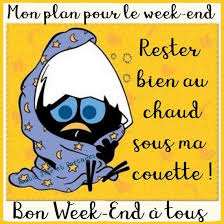 Mon plan pour le week-end
Rester
bien au
chaud
sous ma
couette !
Bon Week-End à tous